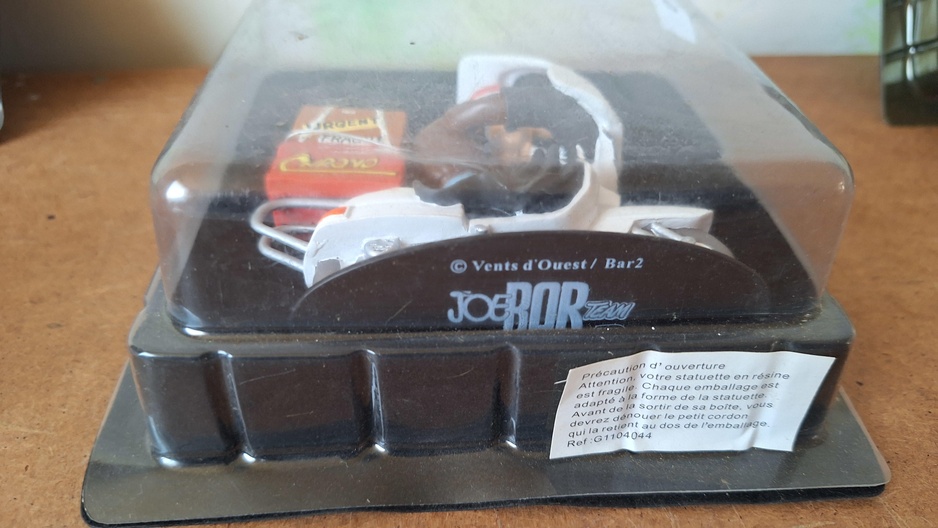 URGENT
FRAGILE
© Vents d'Ouest / Bar2
JOE BAR TEAM
Précaution d'ouverture
Attention, votre statuette en résine
est fragile. Chaque emballage est
adapté à la forme de la statuette.
Avant de la sortir de sa boîte, vous
devrez dénouer le petit cordon
qui la retient au dos de l'emballage.
Ref :G1104044